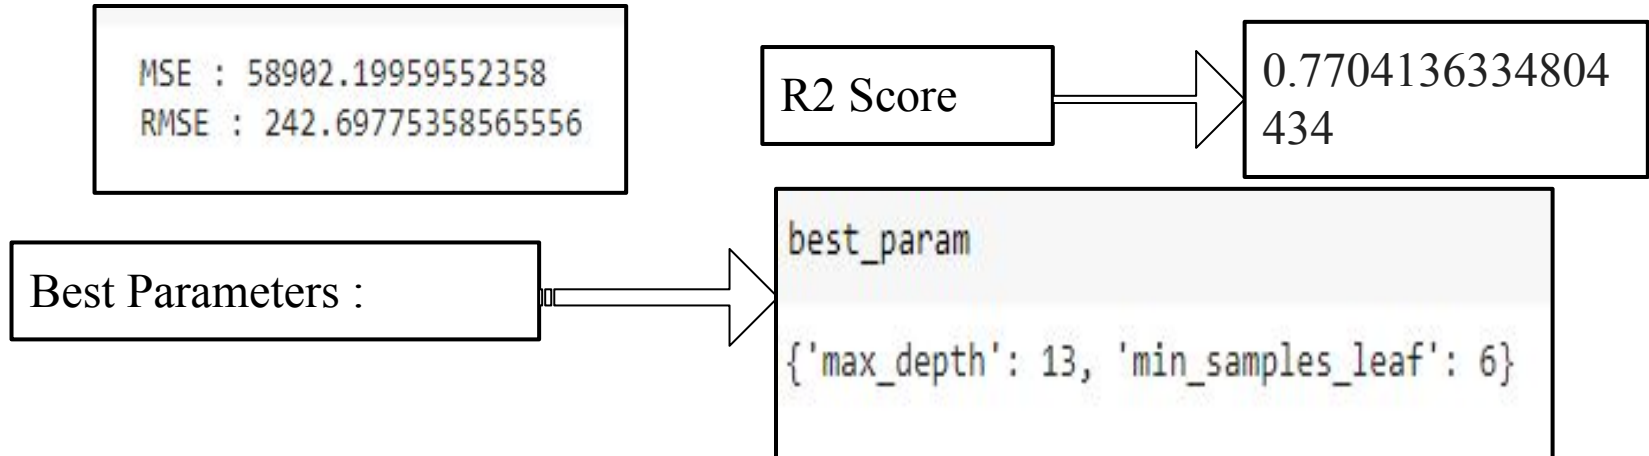 MSE : 58902.19959552358
RMSE : 242.69775358565556
R2 Score
0.7704136334804
434
Best Parameters :
best_param
{'max_depth': 13, 'min_samples_leaf': 6}